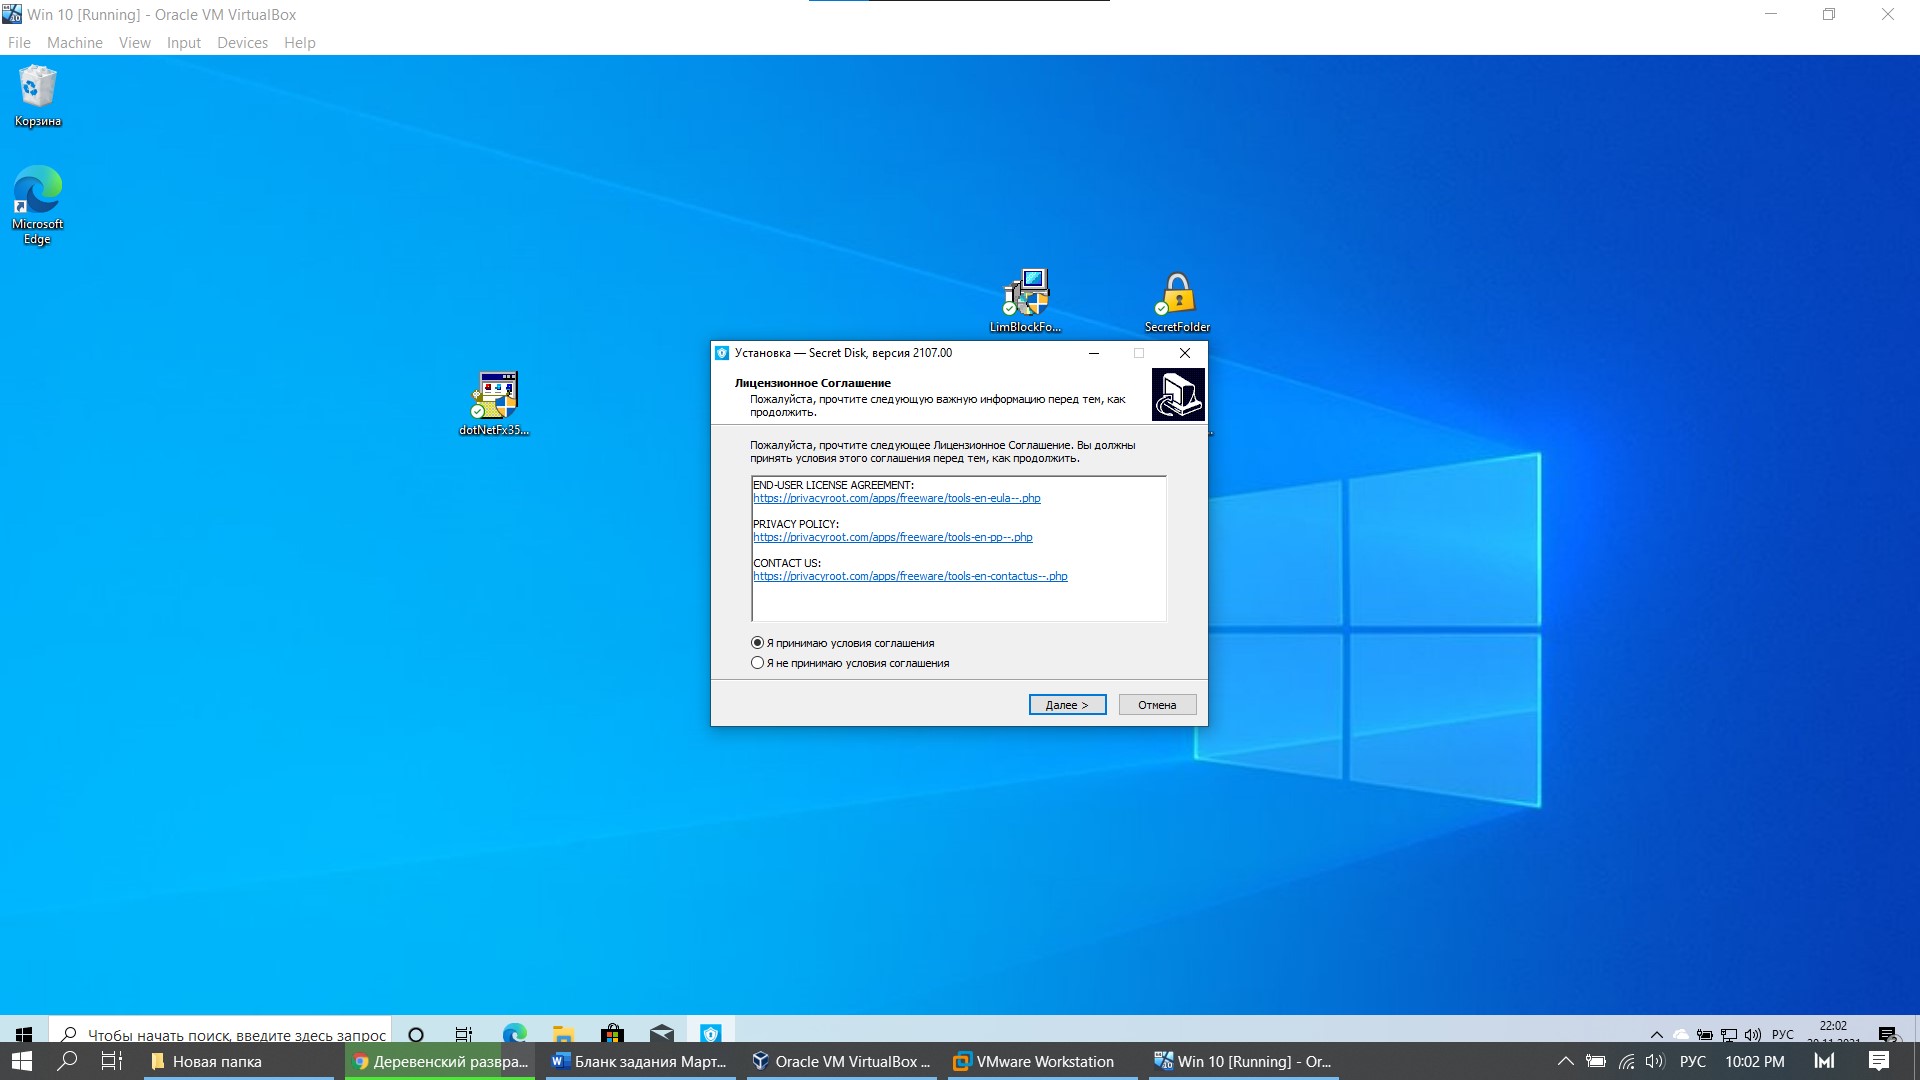 Win 10 [Running] - Oracle VM VirtualBox
File Machine View Input Devices Help
Корзина
Microsoft
Edge
LimBlockFo...
SecretFolder
dotNetFx35...
Установка — Secret Disk, версия 2107.00
Лицензионное Соглашение
Пожалуйста, прочтите следующую важную информацию перед тем, как
продолжить.
Пожалуйста, прочтите следующее Лицензионное Соглашение. Вы должны
принять условия этого соглашения перед тем, как продолжить.
END-USER LICENSE AGREEMENT:
https://privacyroot.com/apps/freeware/tools-en-eula--.php
PRIVACY POLICY:
https://privacyroot.com/apps/freeware/tools-en-pp--.php
CONTACT US:
https://privacyroot.com/apps/freeware/tools-en-contactus--.php
Я принимаю условия соглашения
Я не принимаю условия соглашения
Далее >
Отмена
Чтобы начать поиск, введите здесь запрос
РУС
22:02
Новая папка
Деревенский развра...
Бланк задания Март...
Oracle VM VirtualBox ...
VMware Workstation
Win 10 [Running] - Or...
РУС
10:02 PM